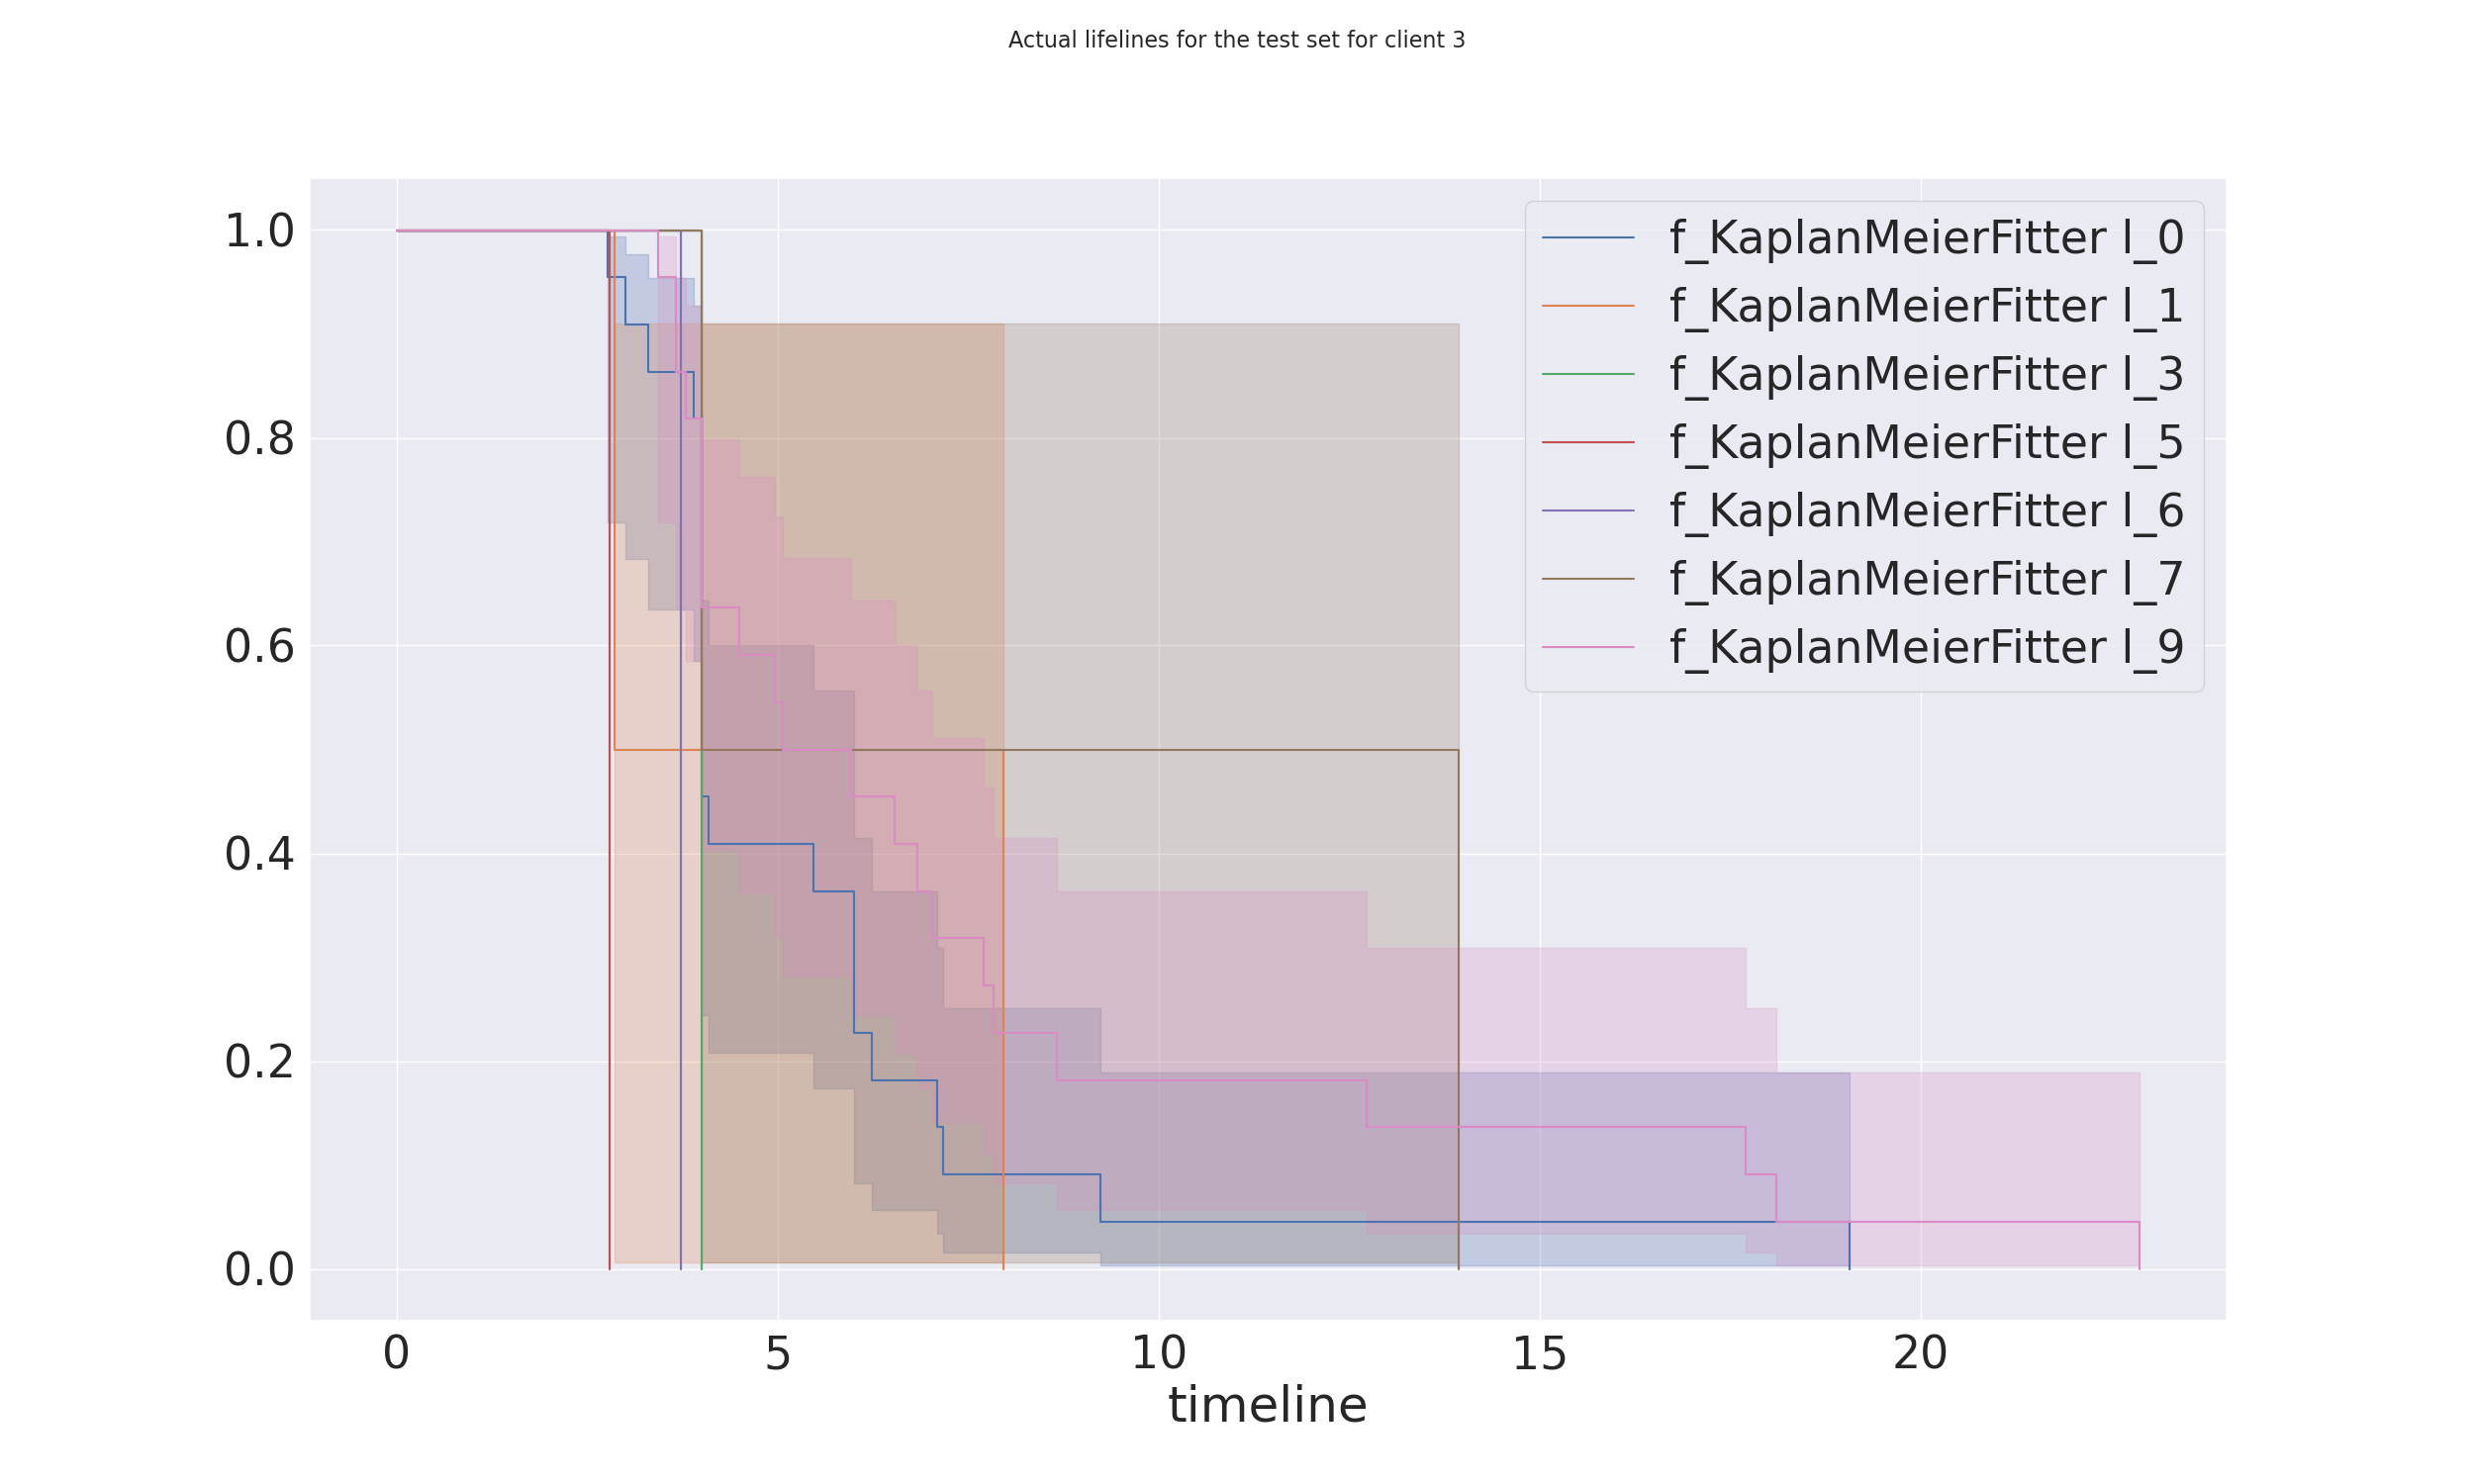 Actual lifelines for the test set for client 3
1.0
0.8
0.6
0.4
0.2
0.0
f_KaplanMeierFitter l_0
f_KaplanMeierFitter l_1
f_KaplanMeierFitter l_3
f_KaplanMeierFitter l_5
f_KaplanMeierFitter l_6
f_KaplanMeierFitter l_7
f_KaplanMeierFitter l_9
0 5 10 15 20
timeline